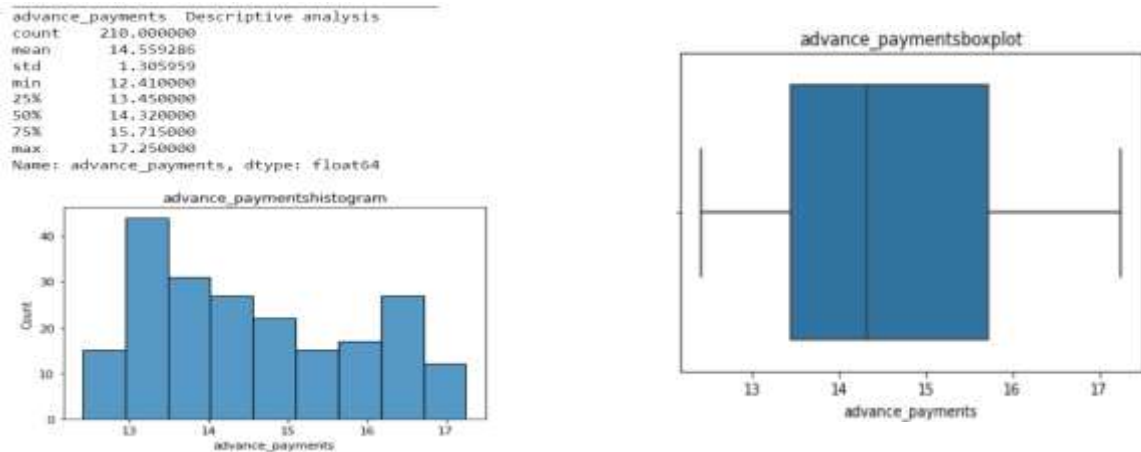 advance_payments  Descriptive analysis
count    210.000000
mean      14.559286
std        1.305959
min       12.410000
25%       13.450000
50%       14.320000
75%       15.715000
max       17.250000
Name: advance_payments, dtype: float64
advance_paymentshistogram
40
30
20
10
0
Count
13 14 15 16 17
advance_payments
advance_paymentsboxplot
13 14 15 16 17
advance_payments